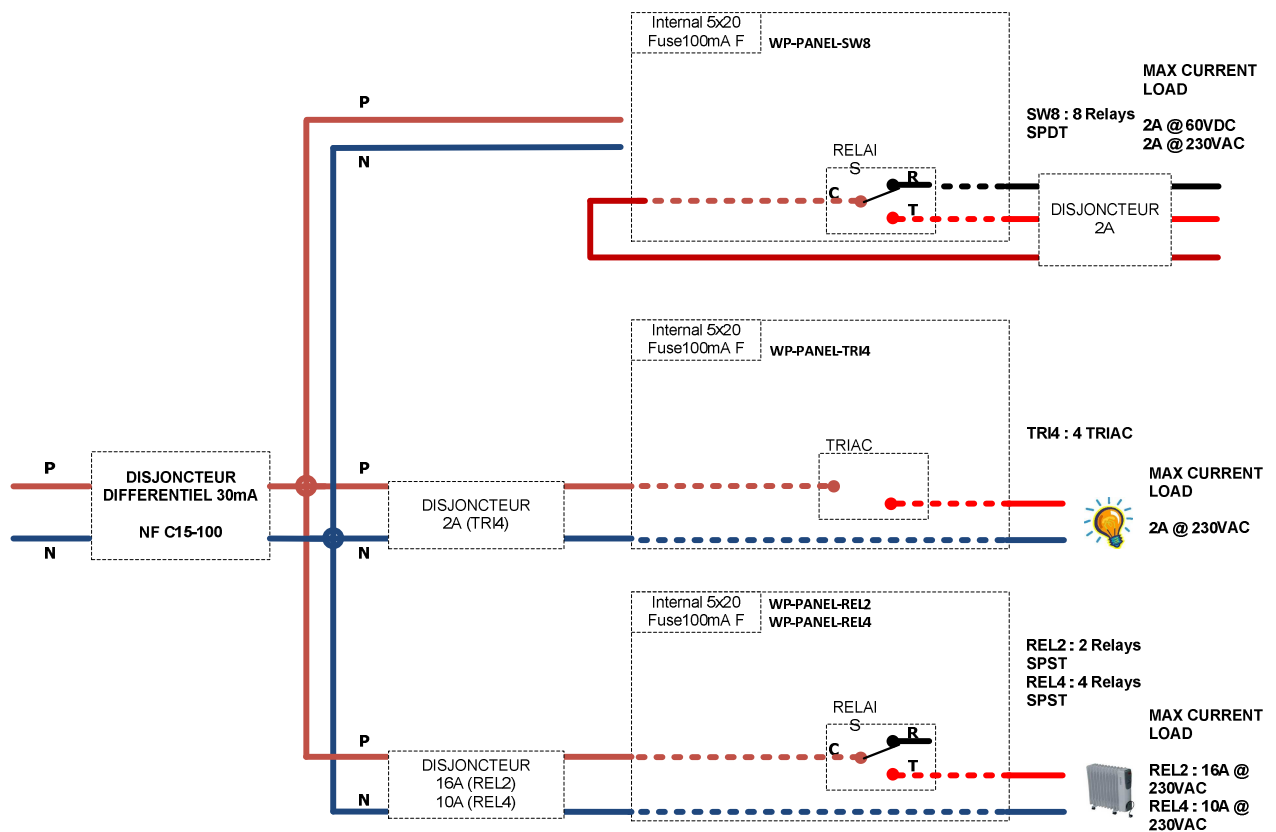 Internal 5x20
Fuse100mA F
WP-PANEL-SW8
MAX CURRENT
LOAD
2A @ 60VDC
2A @ 230VAC
SW8 : 8 Relays
SPDT
P
N
RELAI
S
C
R
T
DISJONCTEUR
2A
Internal 5x20
Fuse100mA F
WP-PANEL-TRI4
TRI4 : 4 TRIAC
TRIAC
MAX CURRENT
LOAD
2A @ 230VAC
P
N
DISJONCTEUR
DIFFERENTIEL 30mA
NF C15-100
P
N
DISJONCTEUR
2A (TRI4)
Internal 5x20
Fuse100mA F
WP-PANEL-REL2
WP-PANEL-REL4
REL2 : 2 Relays
SPST
REL4 : 4 Relays
SPST
RELAI
S
C
R
T
P
N
DISJONCTEUR
16A (REL2)
10A (REL4)
MAX CURRENT
LOAD
REL2 : 16A @
230VAC
REL4 : 10A @
230VAC